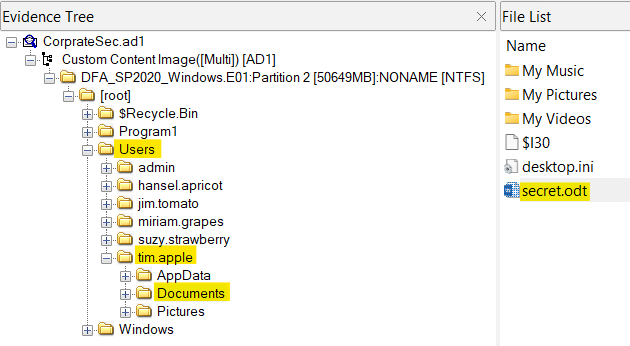 Evidence Tree
CorprateSec.ad1
Custom Content Image([Multi]) [AD1]
DFA_SP2020_Windows.E01:Partition 2 [50649MB]:NONAME [NTFS]
[root]
$Recycle.Bin
Program1
Users
admin
hansel.apricot
jim.tomato
miriam.grapes
suzy.strawberry
tim.apple
AppData
Documents
Pictures
Windows
File List
Name
My Music
My Pictures
My Videos
$I30
desktop.ini
secret.odt